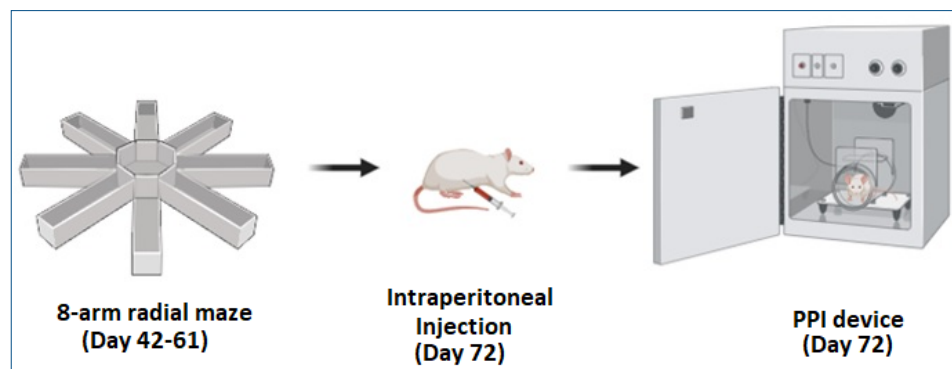 8-arm radial maze
(Day 42-61)
Intraperitoneal
Injection
(Day 72)
PPI device
(Day 72)